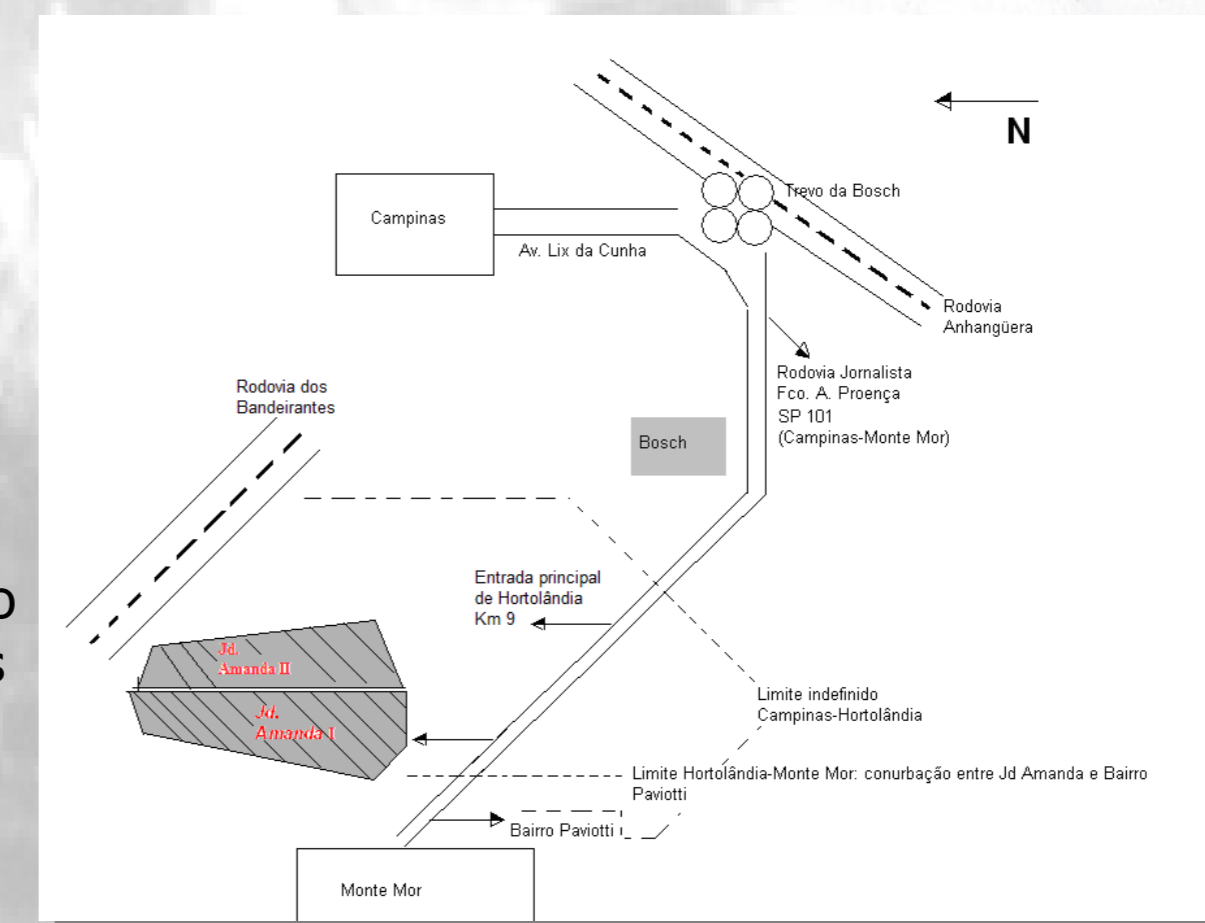 N
Trevo da Bosch
Campinas
Av. Lix da Cunha
Rodovia
Anhangüera
Rodovia Jornalista
Fco. A. Proença
SP 101
(Campinas-Monte Mor)
Rodovia dos
Bandeirantes
Bosch
Entrada principal
de Hortolândia
Km 9
o
s
Jd.
Amanda II
Jd.
Amanda I
Limite indefinido
Campinas-Hortolândia
Limite Hortolândia-Monte Mor: conurbação entre Jd Amanda e Bairro
Paviotti
Bairro Paviotti
Monte Mor